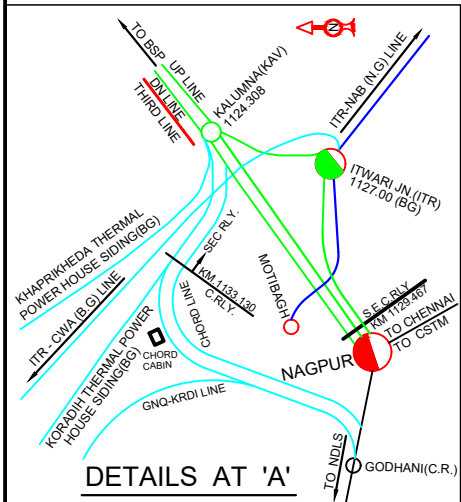 TO BSP
UP LINE
DN LINE
THIRD LINE
N
KALUMNA(KAV)
1124.308
ITR-NAB (N.G) LINE
ITWARI JN (ITR)
1127.00 (BG)
KHAPRIKHEDA THERMAL
POWER HOUSE SIDING(BG)
ITR - CWA(B.G) LINE
KORADIH THERMAL POWER
HOUSE SIDING(BG)
SEC RLY.
KM.1133.130
C.RLY.
CHORD LINE
CHORD
CABIN
MOTIBAGH
S.E.C.RLY
KM 1129.467
TO CHENNAI
TO CSTM
NAGPUR
GNQ-KRDI LINE
TO NDLS
GODHANI(C.R.)
DETAILS AT 'A'